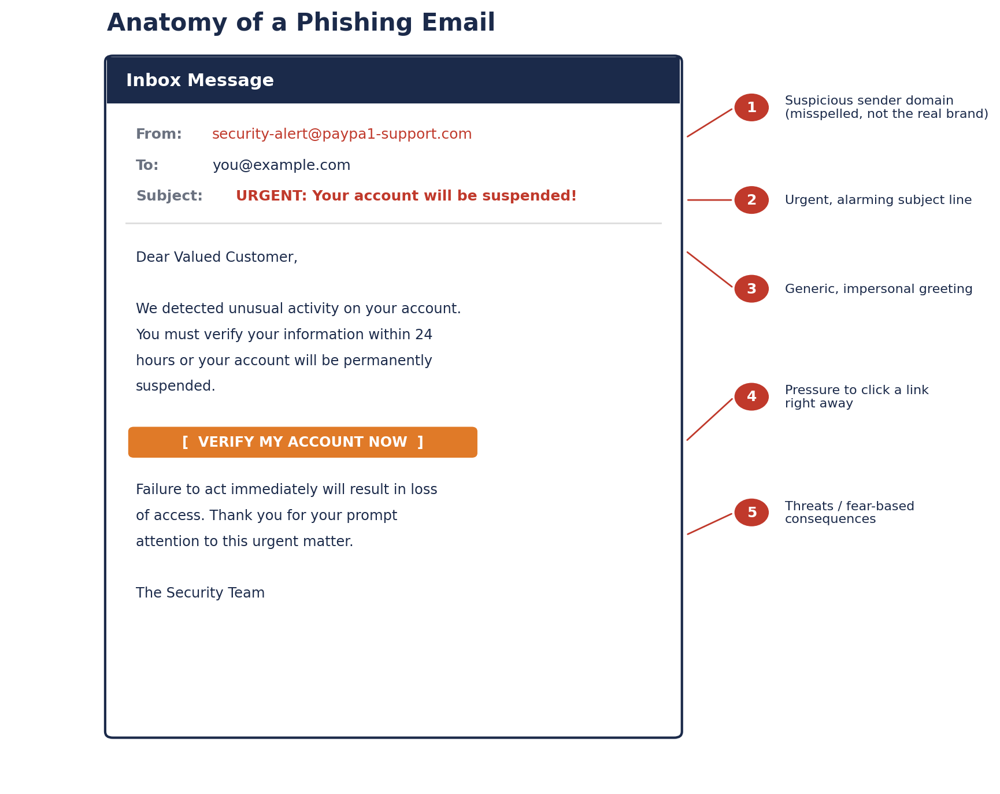 Anatomy of a Phishing Email
Inbox Message
From: security-alert@paypa1-support.com
To: you@example.com
Subject: URGENT: Your account will be suspended!
Dear Valued Customer,
We detected unusual activity on your account.
You must verify your information within 24
hours or your account will be permanently
suspended.
[ VERIFY MY ACCOUNT NOW ]
Failure to act immediately will result in loss
of access. Thank you for your prompt
attention to this urgent matter.
The Security Team
1 Suspicious sender domain
(misspelled, not the real brand)
2 Urgent, alarming subject line
3 Generic, impersonal greeting
4 Pressure to click a link
right away
5 Threats / fear-based
consequences